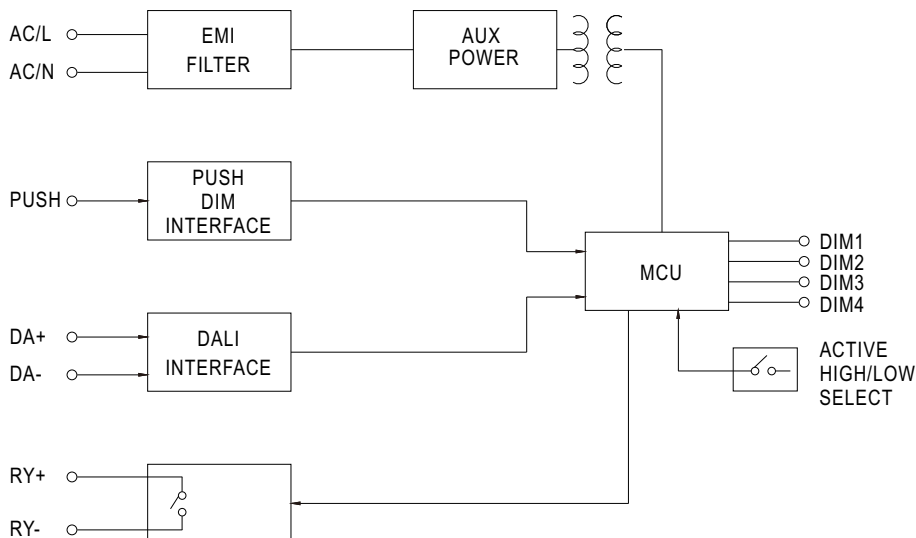 AC/L
AC/N
EMI
FILTER
AUX
POWER
PUSH
PUSH
DIM
INTERFACE
MCU
DIM1
DIM2
DIM3
DIM4
DA+
DA-
DALI
INTERFACE
ACTIVE
HIGH/LOW
SELECT
RY+
RY-